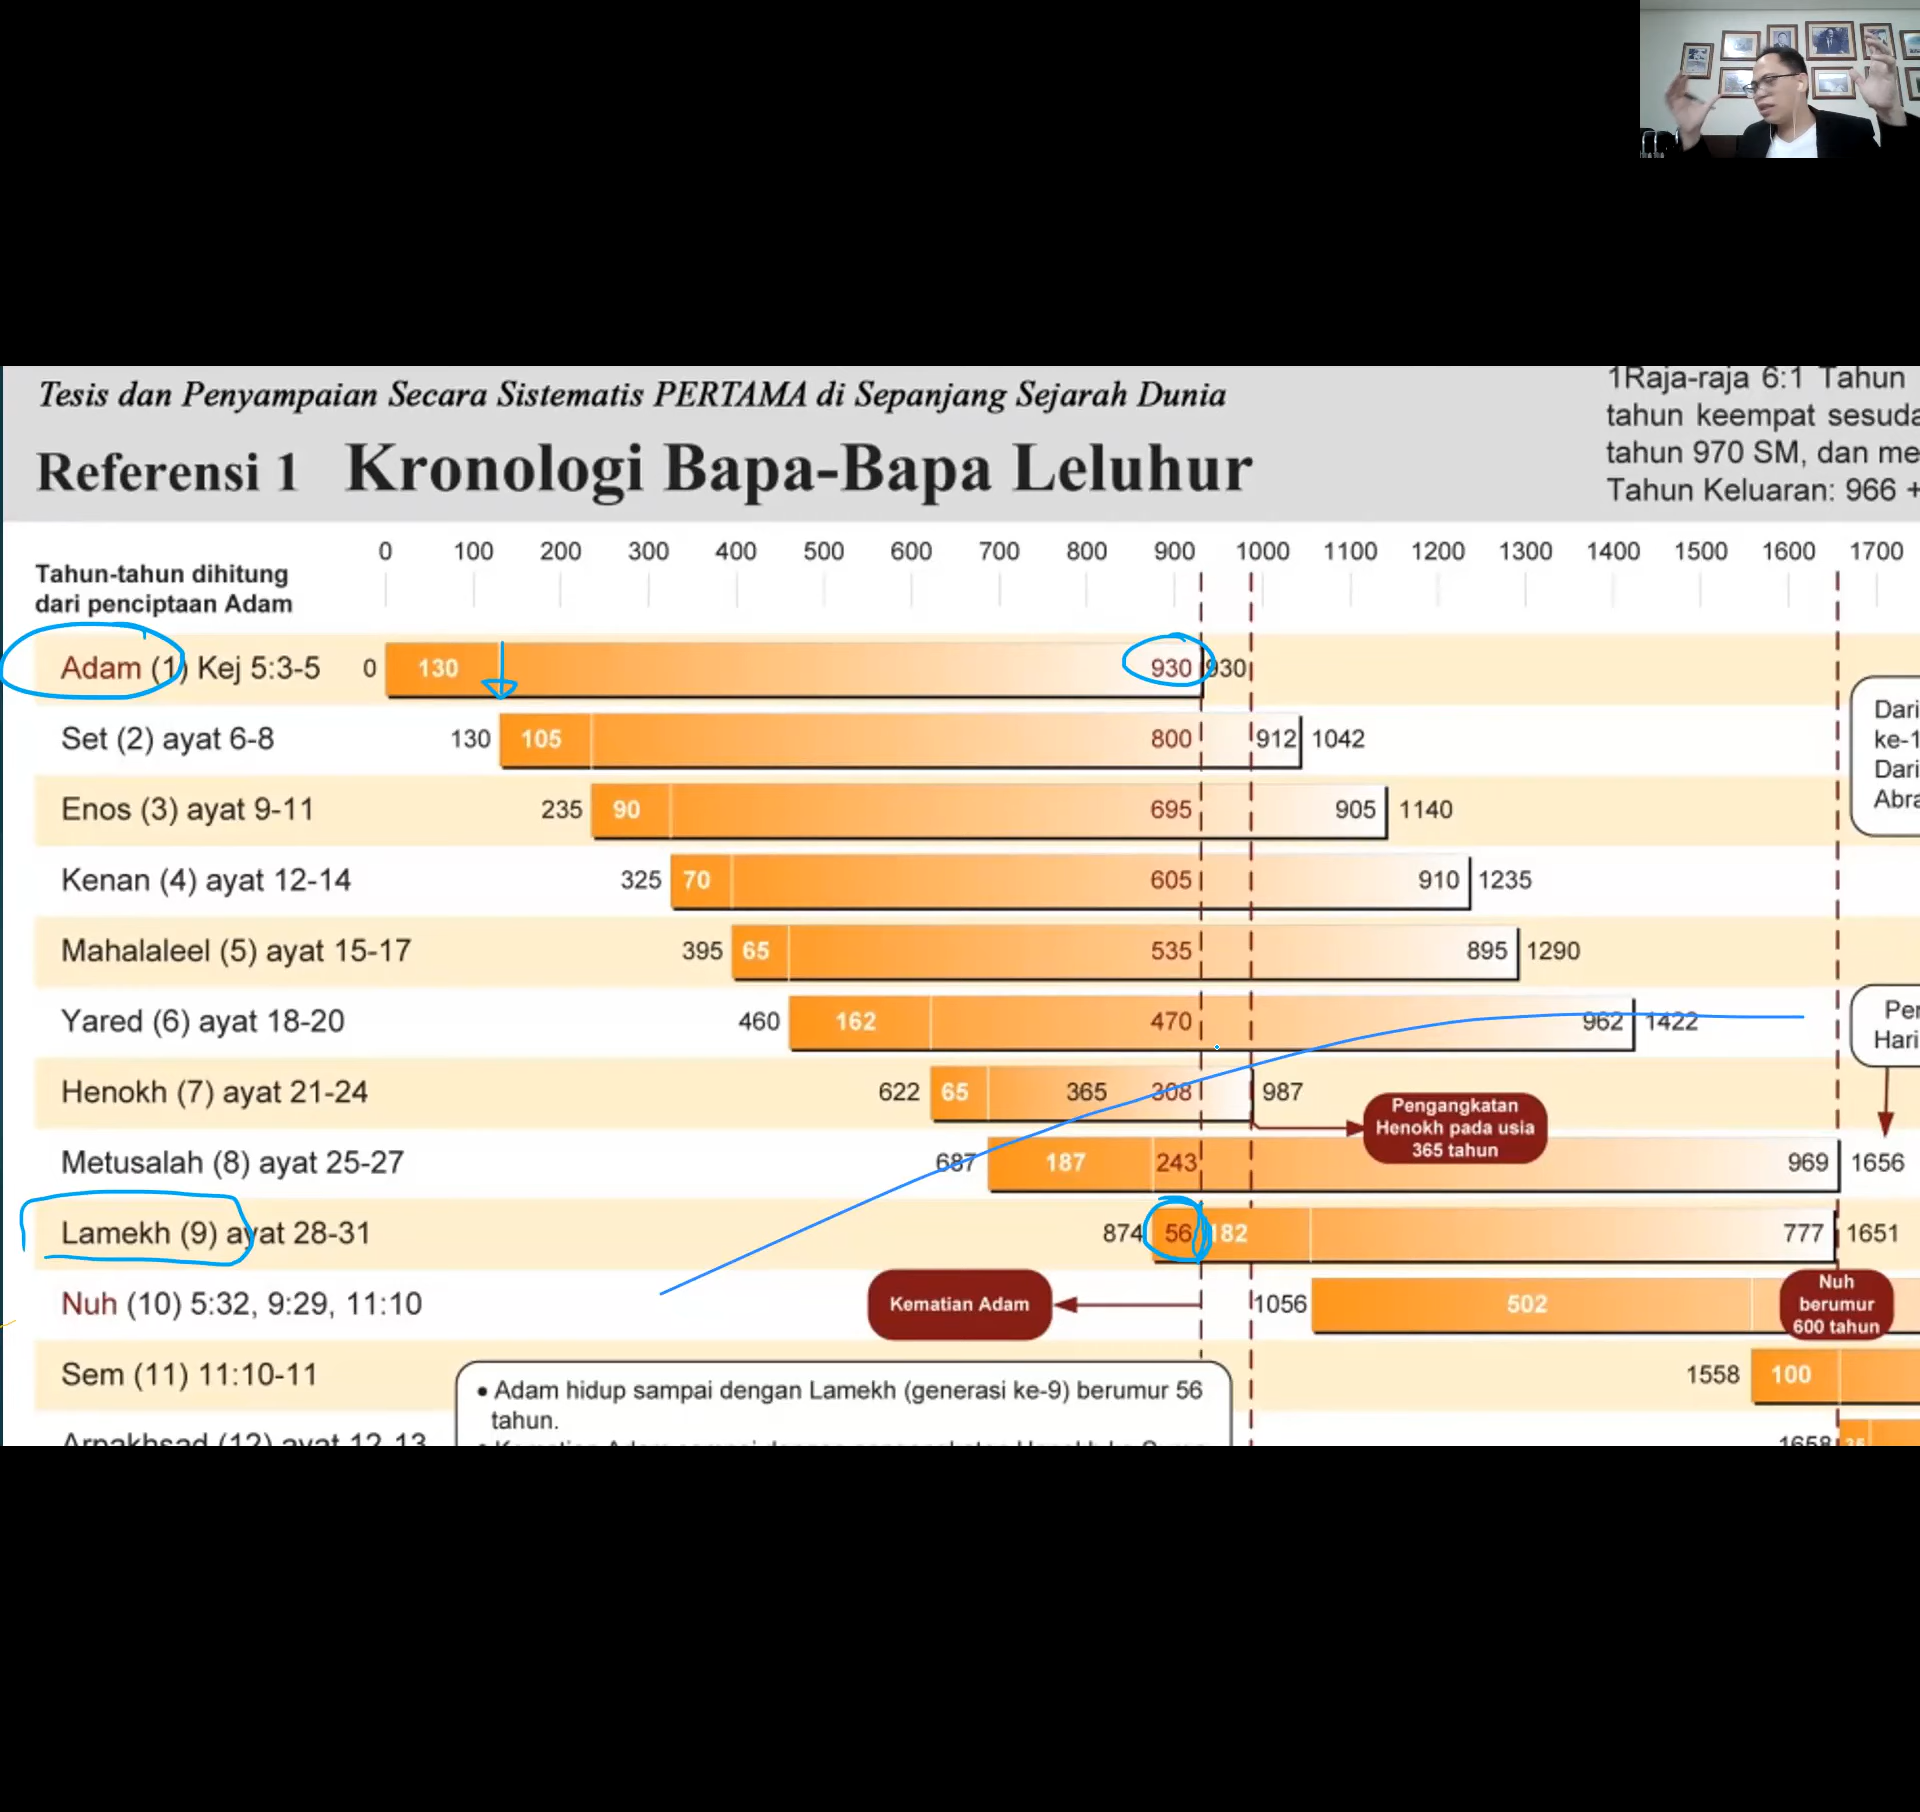 Tesis dan Penyampaian Secara Sistematis PERTAMA di Sepanjang Sejarah Dunia
Referensi 1 Kronologi Bapa-Bapa Leluhur
1Raja-raja 6:1 Tahun
tahun keempat
tahun 970 SM, dan
Tahun Keluaran: 966 +
Tahun-tahun dihitung
dari penciptaan Adam
0 100 200 300 400 500 600 700 800 900 1000 1100 1200 1300 1400 1500 1600 1700
Adam (1) Kej 5:3-5 0 130 930 930
Set (2) ayat 6-8 130 105 800 912 1042
Enos (3) ayat 9-11 235 90 695 905 1140
Kenan (4) ayat 12-14 325 70 605 910 1235
Mahalaleel (5) ayat 15-17 395 65 535 895 1290
Yared (6) ayat 18-20 460 162 470 962 1422
Henokh (7) ayat 21-24 622 65 365 308 987
Pengangkatan
Henokh pada usia
365 tahun
Metusalah (8) ayat 25-27 687 187 243 969 1656
Lamekh (9) ayat 28-31 874 56 182 777 1651
Nuh (10) 5:32, 9:29, 11:10 1056 502
Kematian Adam
Nuh
berumur
600 tahun
Sem (11) 11:10-11 1558 100
Arpakhsad (12) ayat 12-13 1658 35
• Adam hidup sampai dengan Lamekh (generasi ke-9) berumur 56
tahun.
Dari
ke-1
Dari